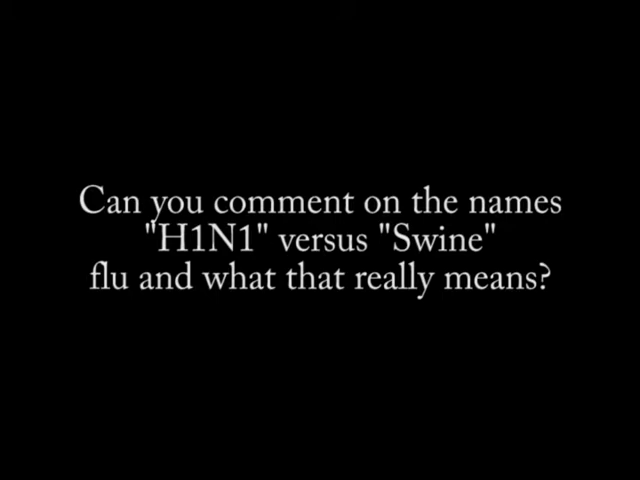 Can you comment on the names
"H1N1" versus "Swine"
flu and what that really means?